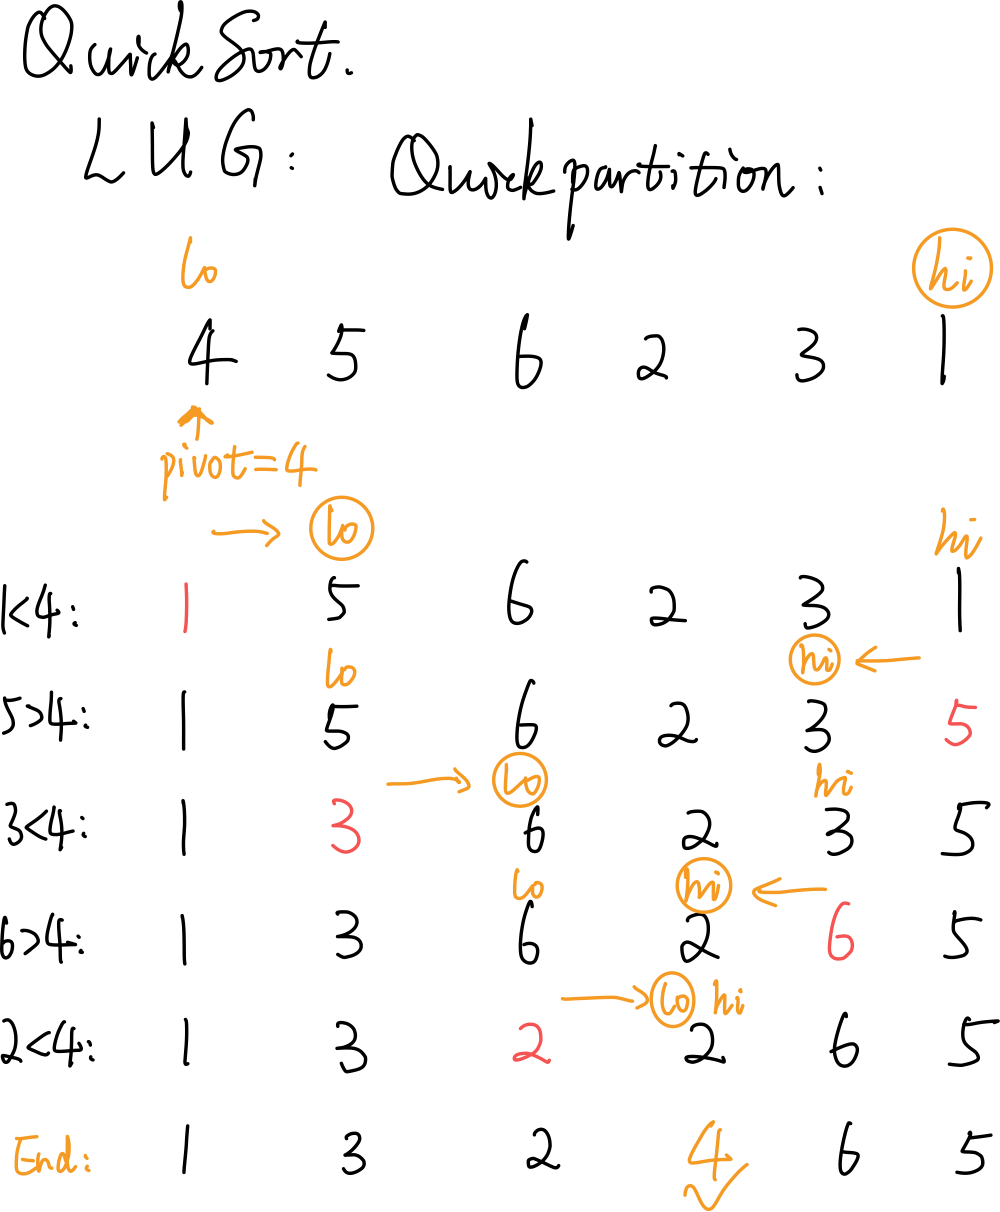 QuickSort.
LUG: Quickpartition:
lo hi
4 5 6 2 3 1
pivot=4
lo hi
1<4: 1 5 6 2 3 1
lo hi
5>4: 1 5 6 2 3 5
lo hi
3<4: 1 3 6 2 3 5
lo hi
6>4: 1 3 6 2 6 5
lo hi
2<4: 1 3 2 2 6 5
End: 1 3 2 4 6 5